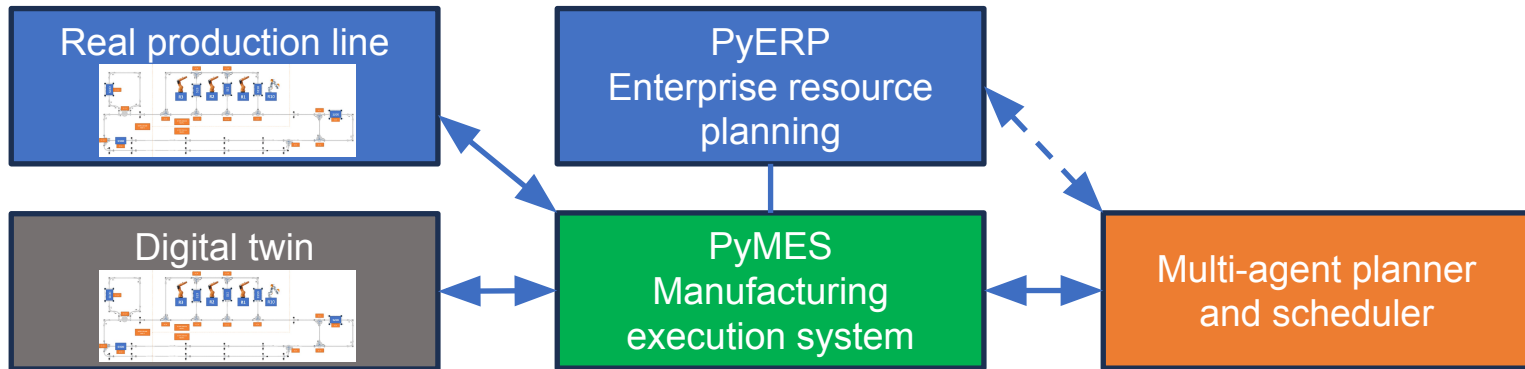 Real production line
PyERP
Enterprise resource
planning
Digital twin
PyMES
Manufacturing
execution system
Multi-agent planner
and scheduler